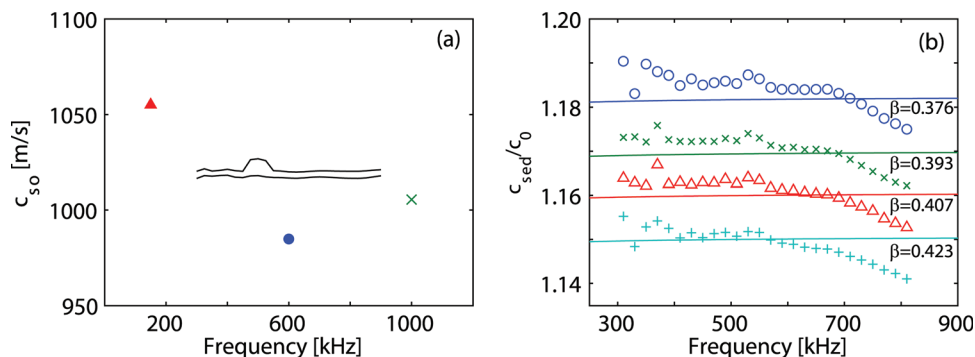 1100
(a)
1050
c_so [m/s]
1000
950
200
600
1000
Frequency [kHz]
1.20
(b)
1.18
β=0.376
c_sed/c_0
β=0.393
1.16
β=0.407
β=0.423
1.14
300
500
700
900
Frequency [kHz]